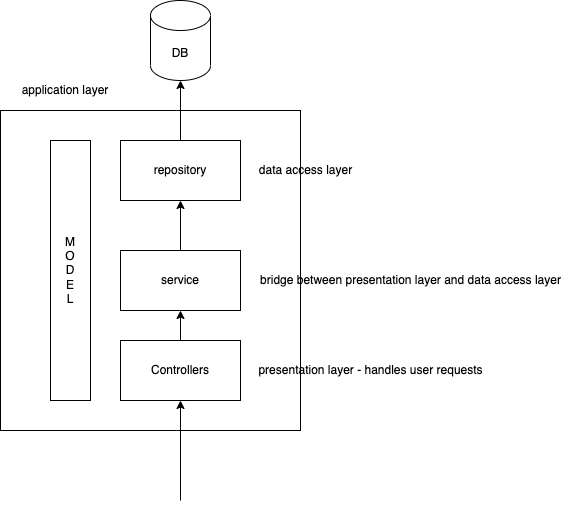 DB
application layer
repository
data access layer
M
O
D
E
L
service
bridge between presentation layer and data access layer
Controllers
presentation layer - handles user requests